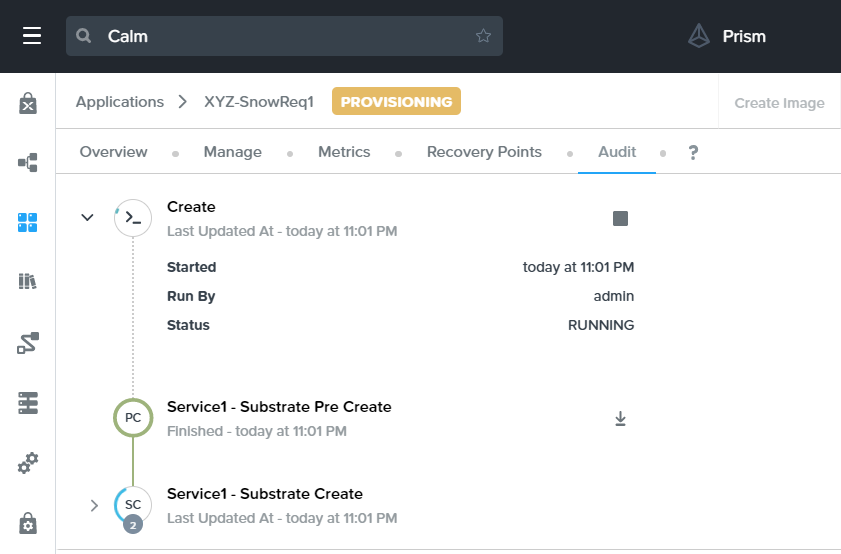 Calm
Prism
Applications > XYZ-SnowReq1 PROVISIONING Create Image
Overview Manage Metrics Recovery Points Audit ?
Create
Last Updated At - today at 11:01 PM
Started today at 11:01 PM
Run By admin
Status RUNNING
PC
Service1 - Substrate Pre Create
Finished - today at 11:01 PM
SC
2
Service1 - Substrate Create
Last Updated At - today at 11:01 PM